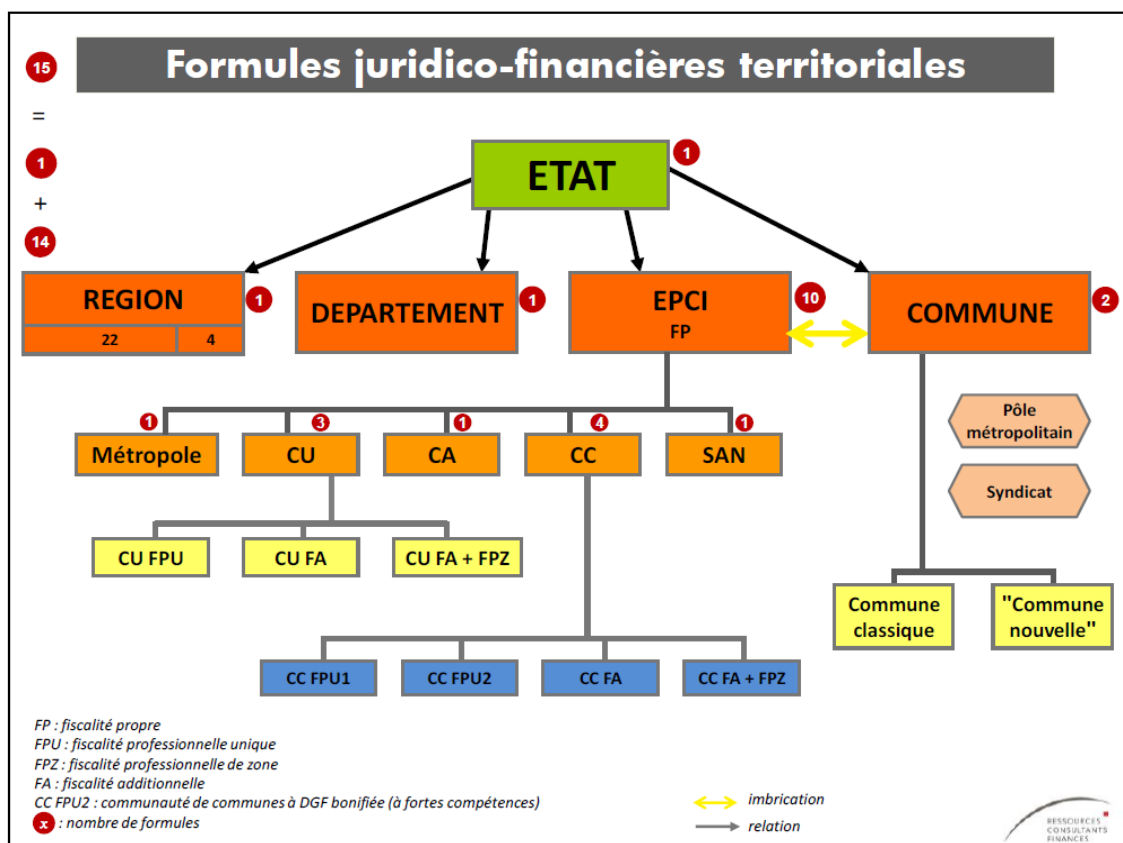 15
Formules juridico-financières territoriales
=
1
+
14
ETAT
1
REGION
22
4
1
DEPARTEMENT
1
EPCI
FP
10
COMMUNE
2
1
3
1
4
1
Métropole
CU
CA
CC
SAN
Pôle
métropolitain
Syndicat
CU FPU
CU FA
CU FA + FPZ
Commune
classique
"Commune
nouvelle"
CC FPU1
CC FPU2
CC FA
CC FA + FPZ
FP : fiscalité propre
FPU : fiscalité professionnelle unique
FPZ : fiscalité professionnelle de zone
FA : fiscalité additionnelle
CC FPU2 : communauté de communes à DGF bonifiée (à fortes compétences)
x : nombre de formules
imbrication
relation
RESSOURCES
CONSULTANTS
FINANCES